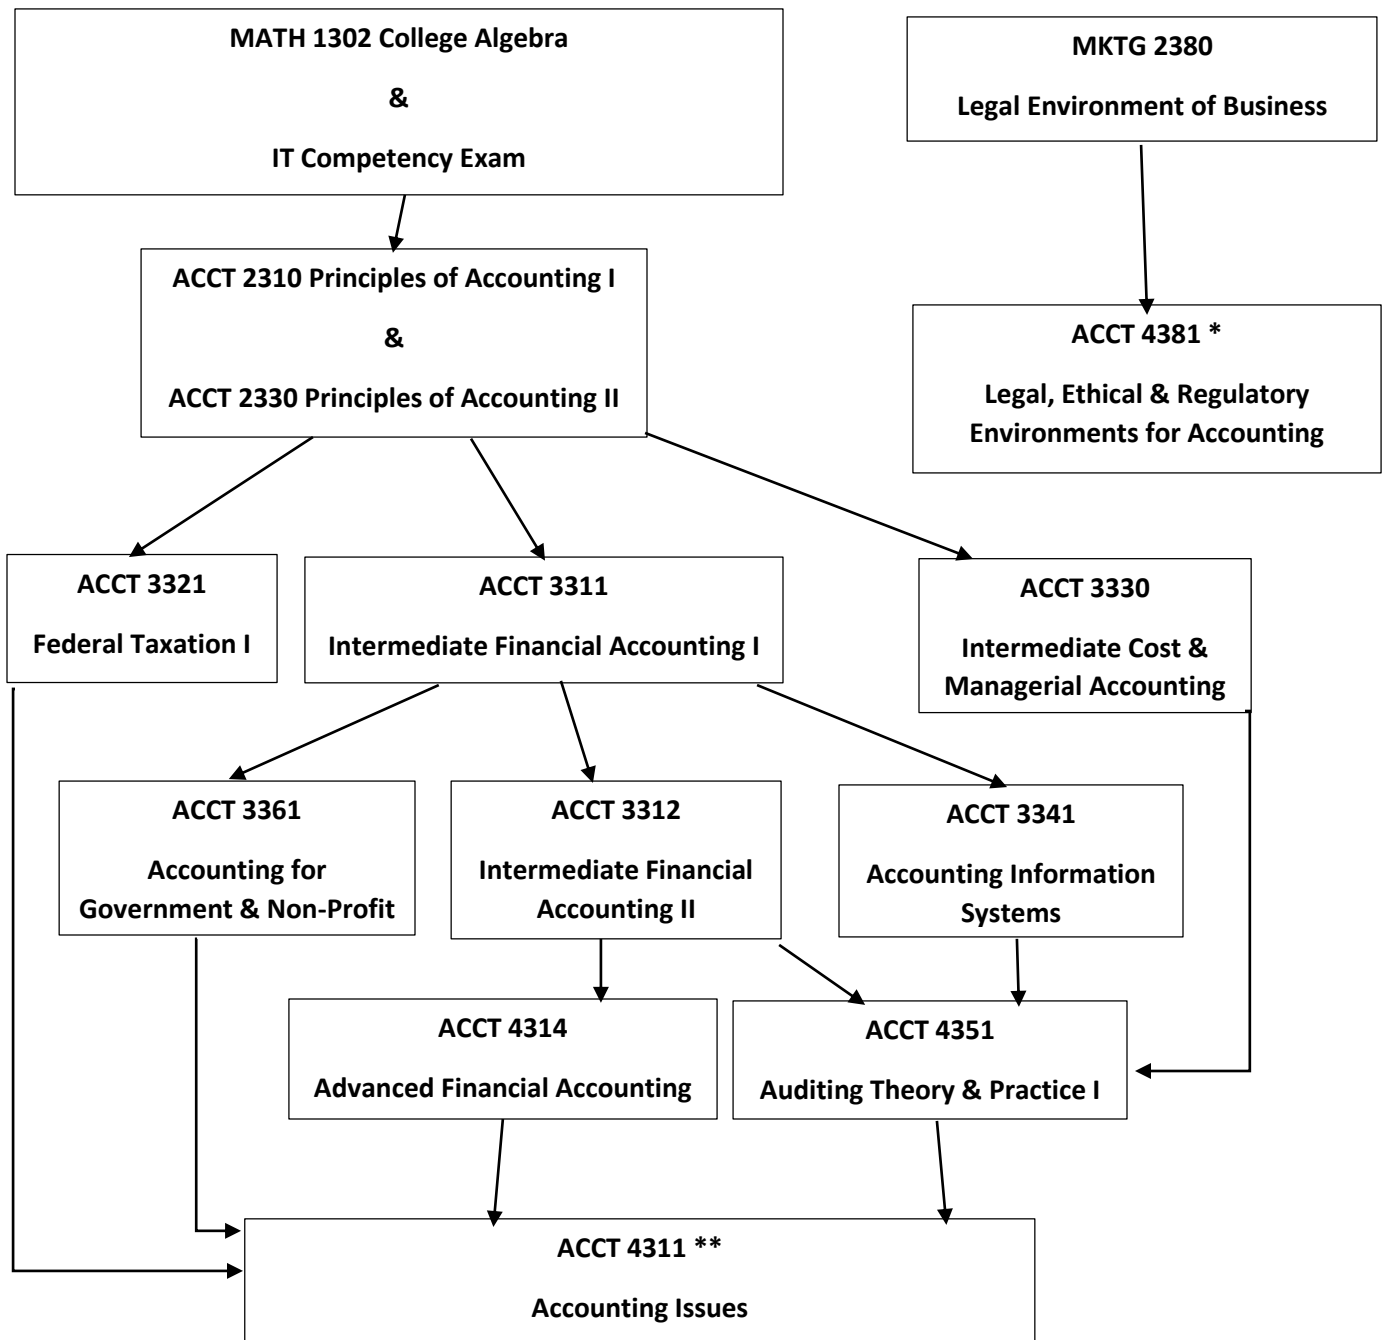 MATH 1302 College Algebra
&
IT Competency Exam
MKTG 2380
Legal Environment of Business
ACCT 2310 Principles of Accounting I
&
ACCT 2330 Principles of Accounting II
ACCT 4381 *
Legal, Ethical & Regulatory
Environments for Accounting
ACCT 3321
Federal Taxation I
ACCT 3311
Intermediate Financial Accounting I
ACCT 3330
Intermediate Cost &
Managerial Accounting
ACCT 3361
Accounting for
Government & Non-Profit
ACCT 3312
Intermediate Financial
Accounting II
ACCT 3341
Accounting Information
Systems
ACCT 4314
Advanced Financial Accounting
ACCT 4351
Auditing Theory & Practice I
ACCT 4311 **
Accounting Issues